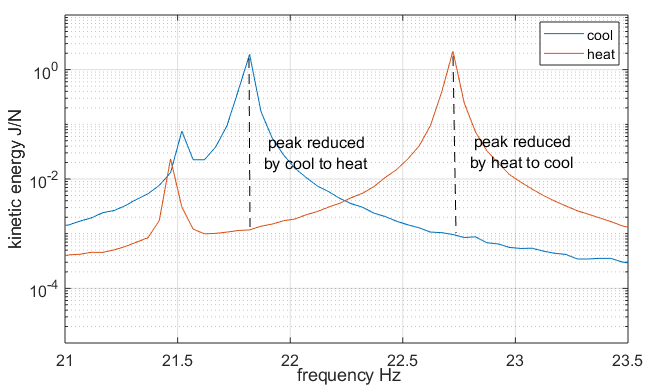 cool
heat
10^0
10^-2
10^-4
kinetic energy J/N
peak reduced
by cool to heat
peak reduced
by heat to cool
21
21.5
22
22.5
23
23.5
frequency Hz